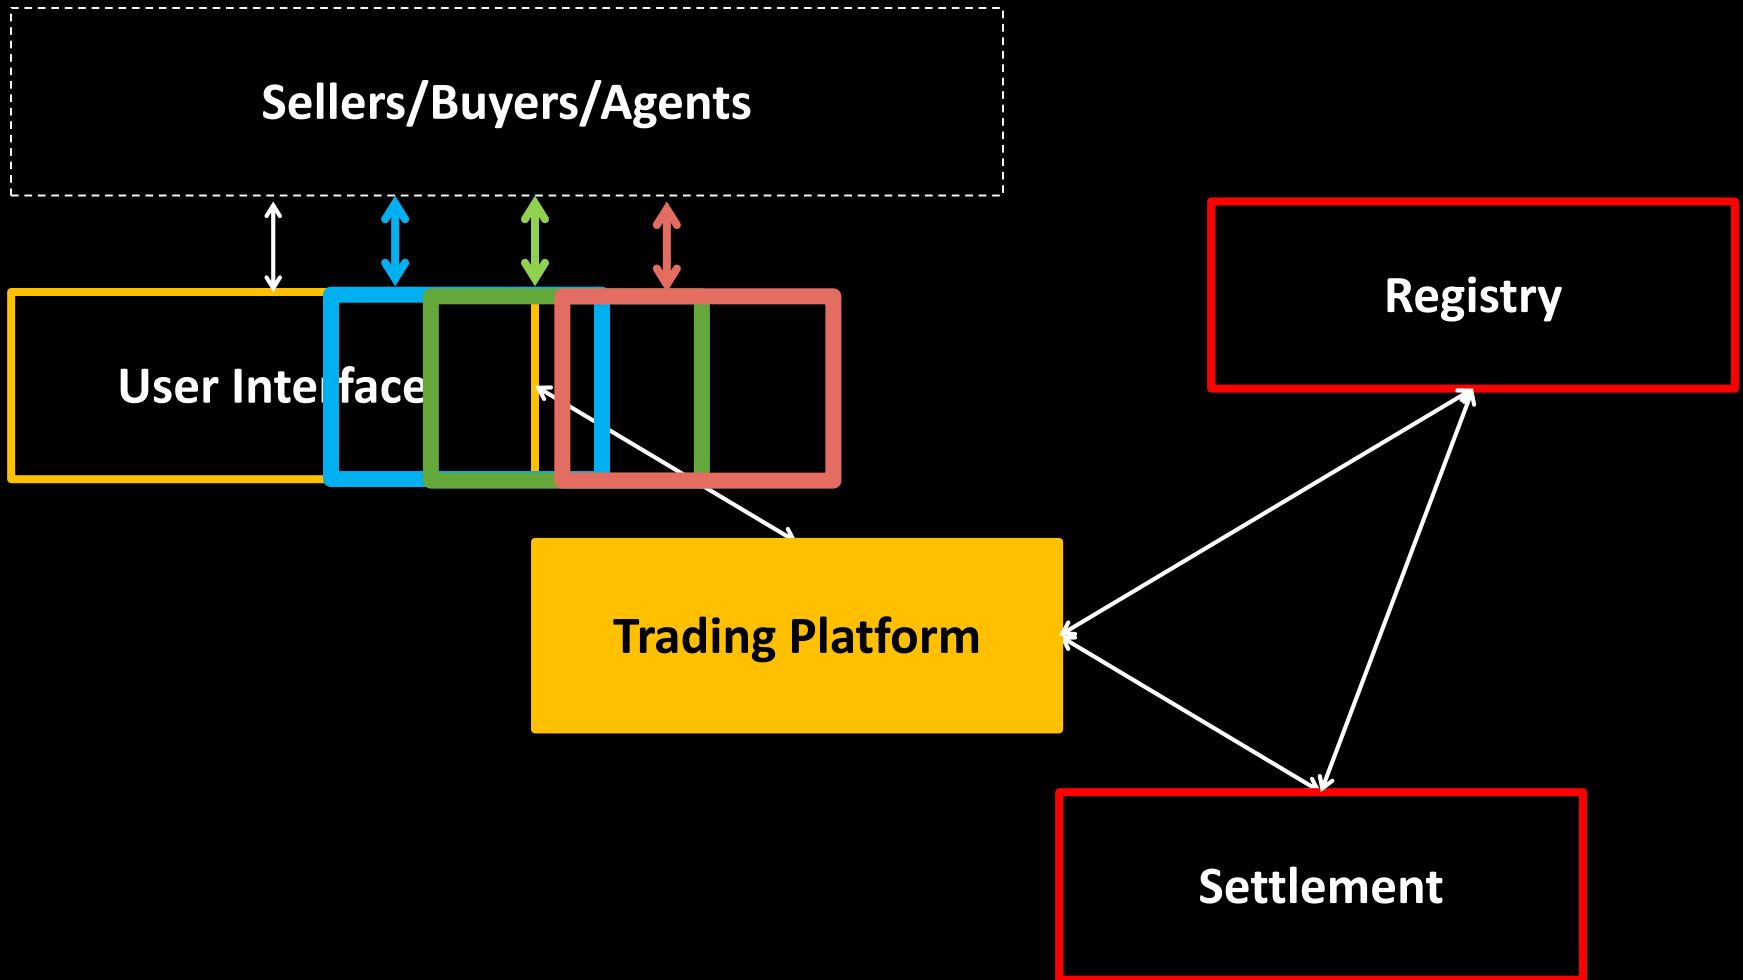 Sellers/Buyers/Agents
Registry
User Interface
Trading Platform
Settlement